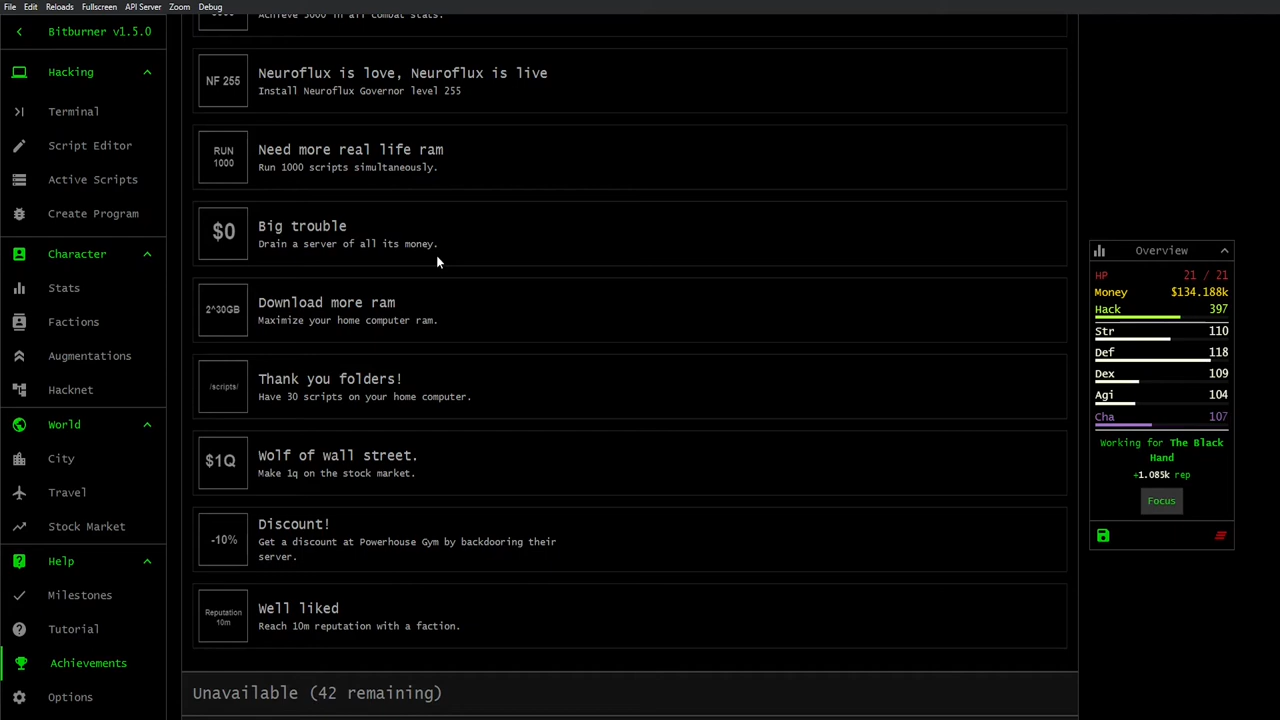 File Edit Reloads Fullscreen API Server Zoom Debug
Bitburner v1.5.0
Hacking
Terminal
Script Editor
Active Scripts
Create Program
Character
Stats
Factions
Augmentations
Hacknet
World
City
Travel
Stock Market
Help
Milestones
Tutorial
Achievements
Options
NF 255
Neuroflux is love, Neuroflux is live
Install Neuroflux Governor level 255
RUN
1000
Need more real life ram
Run 1000 scripts simultaneously.
$0
Big trouble
Drain a server of all its money.
2^30GB
Download more ram
Maximize your home computer ram.
/scripts/
Thank you folders!
Have 30 scripts on your home computer.
$1Q
Wolf of wall street.
Make 1q on the stock market.
-10%
Discount!
Get a discount at Powerhouse Gym by backdooring their
server.
Reputation
10m
Well liked
Reach 10m reputation with a faction.
Unavailable (42 remaining)
Overview
HP 21 / 21
Money $134.188k
Hack 397
Str 110
Def 118
Dex 109
Agi 104
Cha 107
Working for The Black
Hand
+1.085k rep
Focus